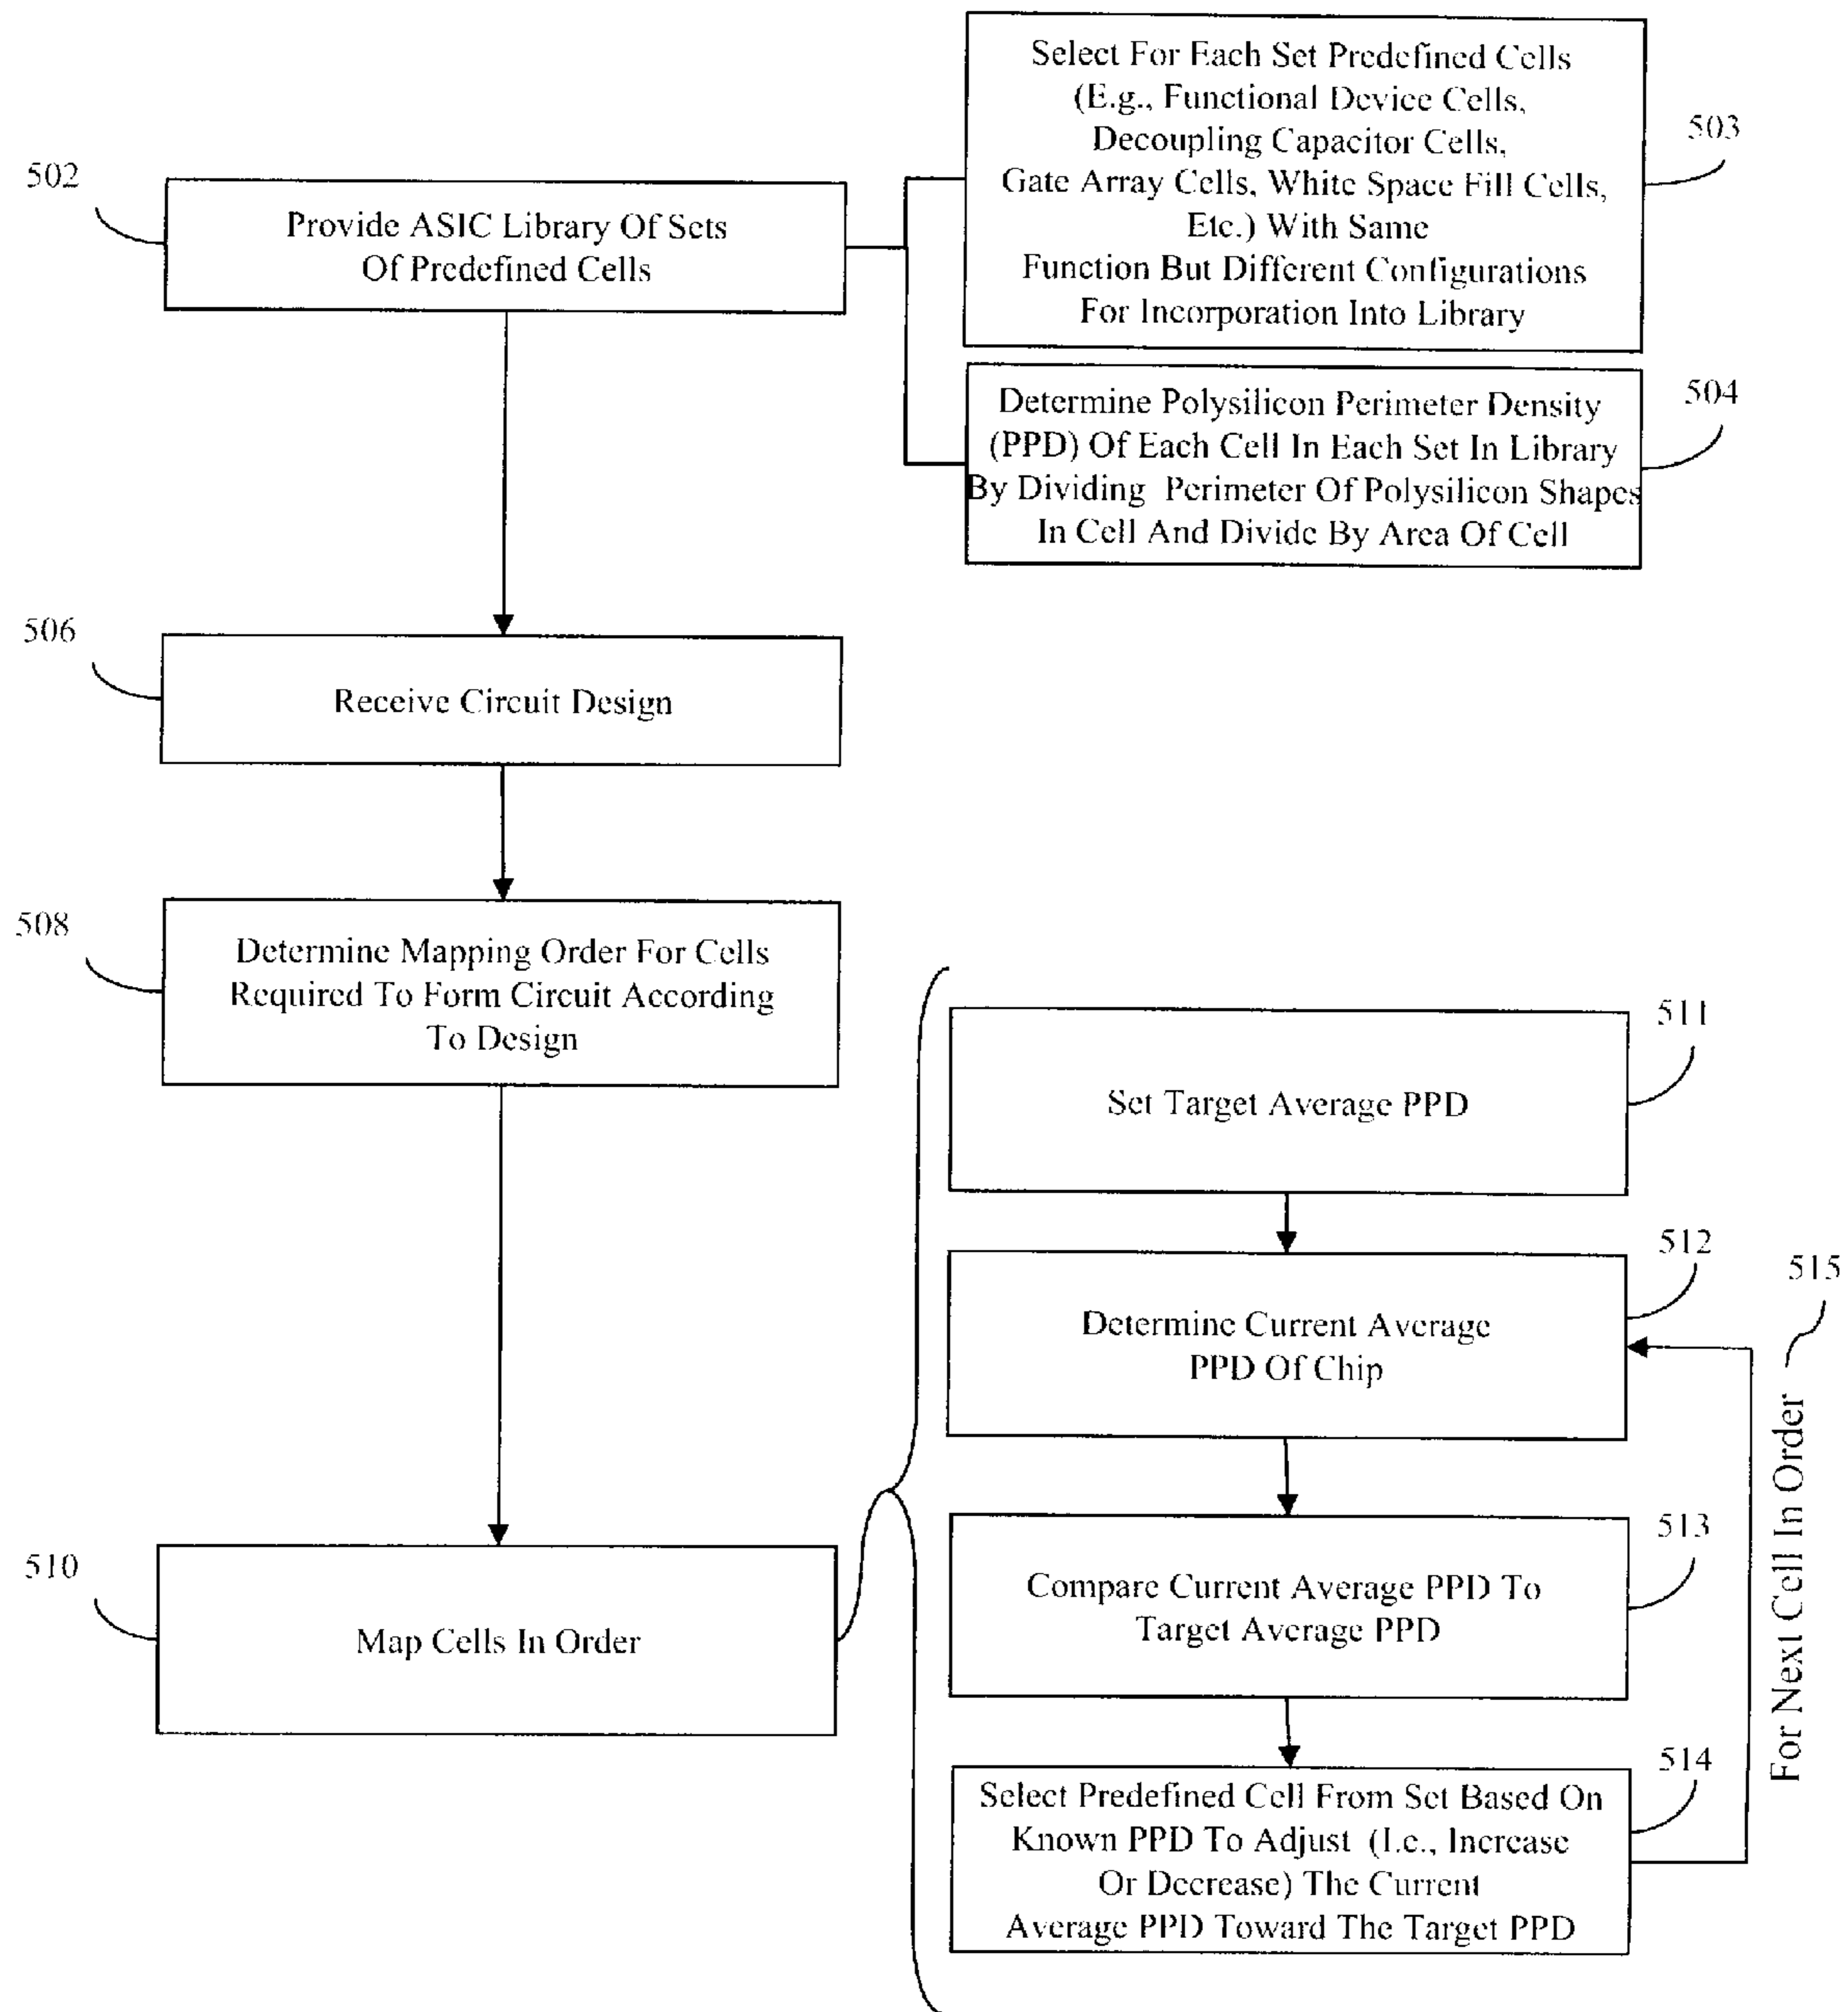 502
Provide ASIC Library Of Sets
Of Predefined Cells
Select For Each Set Predefined Cells
(E.g., Functional Device Cells,
Decoupling Capacitor Cells,
Gate Array Cells, White Space Fill Cells,
Etc.) With Same
Function But Different Configurations
For Incorporation Into Library
503
Determine Polysilicon Perimeter Density
(PPD) Of Each Cell In Each Set In Library
By Dividing Perimeter Of Polysilicon Shapes
In Cell And Divide By Area Of Cell
504
506
Receive Circuit Design
508
Determine Mapping Order For Cells
Required To Form Circuit According
To Design
510
Map Cells In Order
511
Set Target Average PPD
512
Determine Current Average
PPD Of Chip
513
Compare Current Average PPD To
Target Average PPD
514
Select Predefined Cell From Set Based On
Known PPD To Adjust (I.e., Increase
Or Decrease) The Current
Average PPD Toward The Target PPD
515
For Next Cell In Order